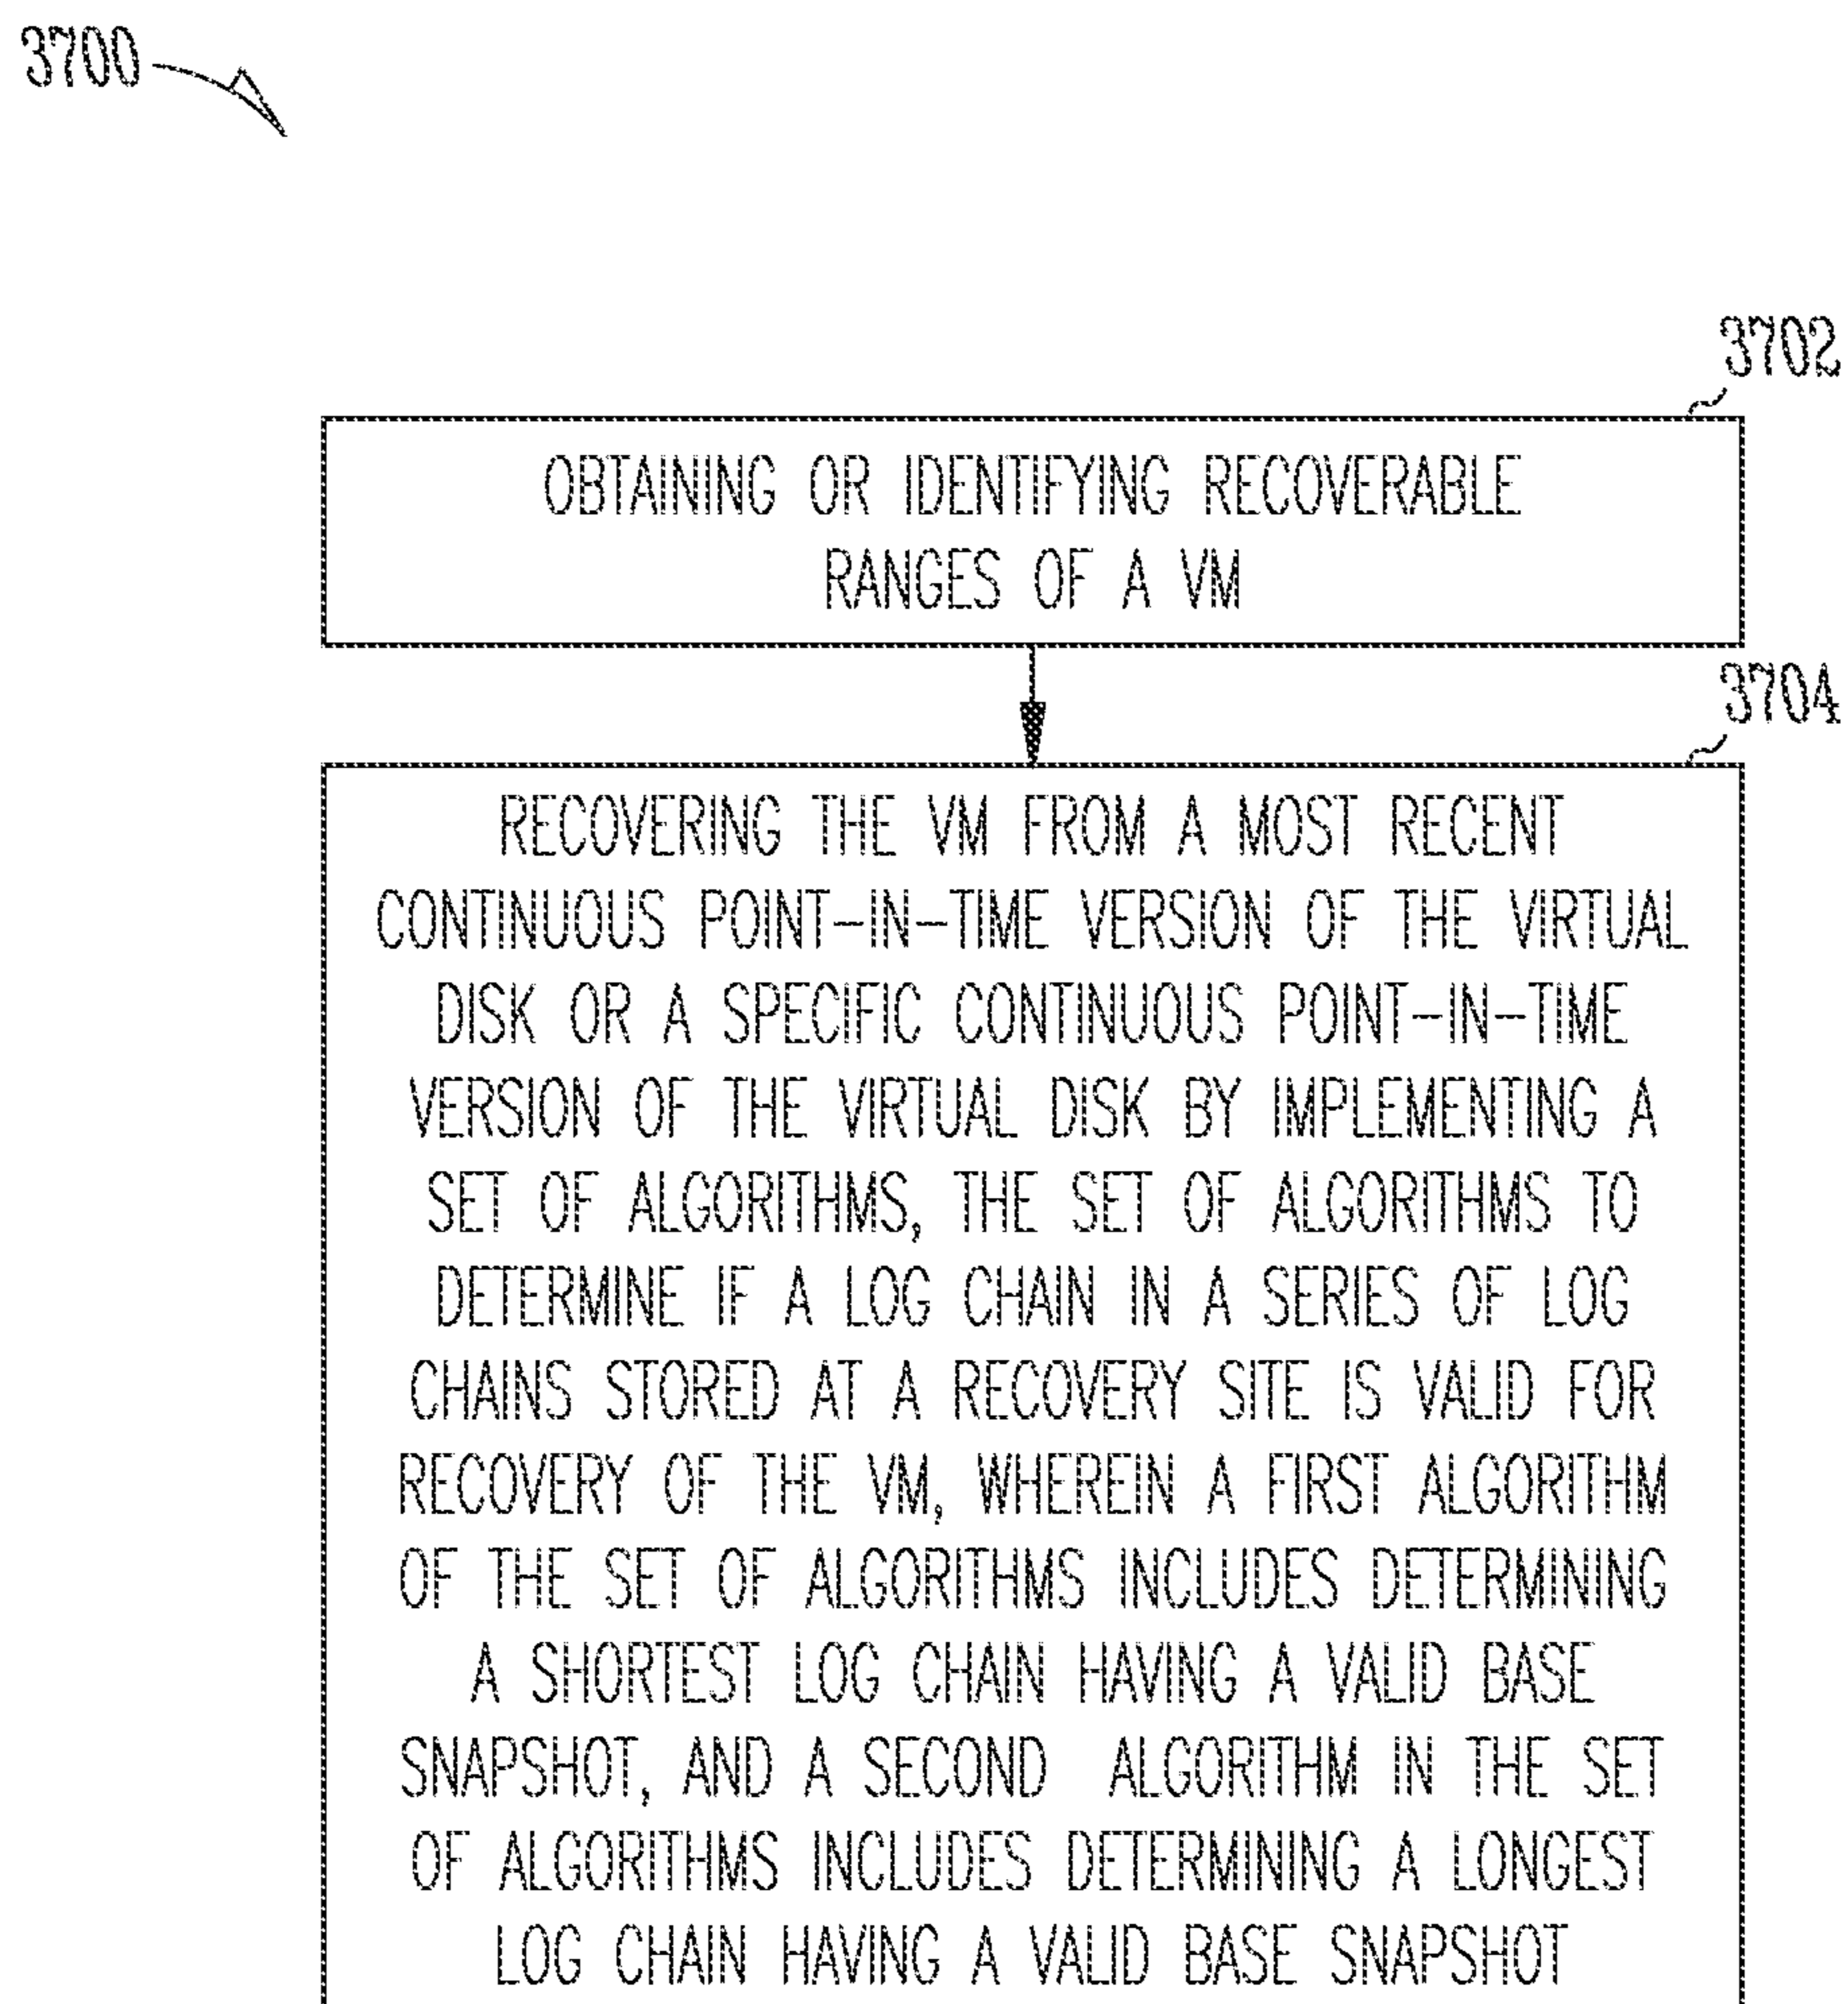 3700
3702
OBTAINING OR IDENTIFYING RECOVERABLE
RANGES OF A VM
3704
RECOVERING THE VM FROM A MOST RECENT
CONTINUOUS POINT-IN-TIME VERSION OF THE VIRTUAL
DISK OR A SPECIFIC CONTINUOUS POINT-IN-TIME
VERSION OF THE VIRTUAL DISK BY IMPLEMENTING A
SET OF ALGORITHMS, THE SET OF ALGORITHMS TO
DETERMINE IF A LOG CHAIN IN A SERIES OF LOG
CHAINS STORED AT A RECOVERY SITE IS VALID FOR
RECOVERY OF THE VM, WHEREIN A FIRST ALGORITHM
OF THE SET OF ALGORITHMS INCLUDES DETERMINING
A SHORTEST LOG CHAIN HAVING A VALID BASE
SNAPSHOT, AND A SECOND ALGORITHM IN THE SET
OF ALGORITHMS INCLUDES DETERMINING A LONGEST
LOG CHAIN HAVING A VALID BASE SNAPSHOT